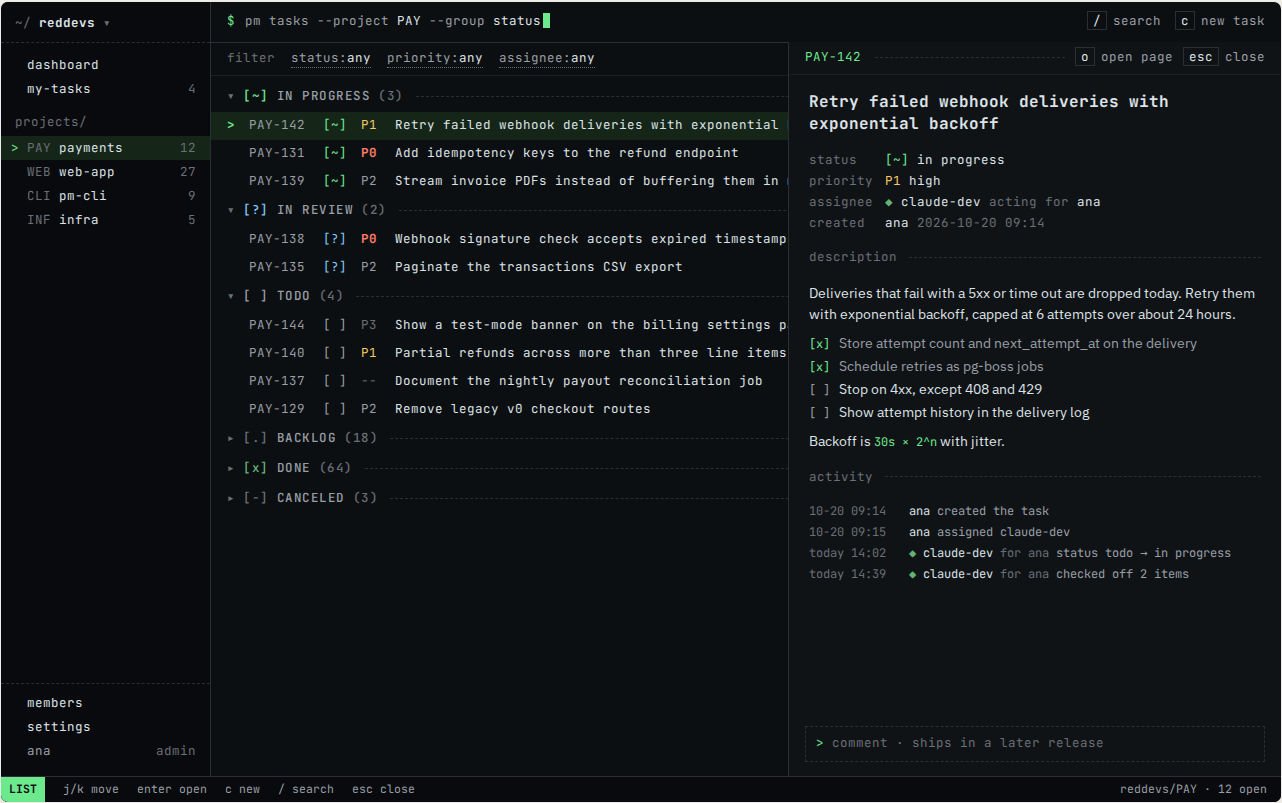 ~/ reddevs ▾
dashboard
my-tasks 4
projects/
> PAY payments 12
WEB web-app 27
CLI pm-cli 9
INF infra 5
members
settings
ana admin
$ pm tasks --project PAY --group status
/ search c new task
filter status:any priority:any assignee:any
▾ [~] IN PROGRESS (3)
> PAY-142 [~] P1 Retry failed webhook deliveries with exponential
PAY-131 [~] P0 Add idempotency keys to the refund endpoint
PAY-139 [~] P2 Stream invoice PDFs instead of buffering them in
▾ [?] IN REVIEW (2)
PAY-138 [?] P0 Webhook signature check accepts expired timestamp
PAY-135 [?] P2 Paginate the transactions CSV export
▾ [ ] TODO (4)
PAY-144 [ ] P3 Show a test-mode banner on the billing settings p
PAY-140 [ ] P1 Partial refunds across more than three line items
PAY-137 [ ] -- Document the nightly payout reconciliation job
PAY-129 [ ] P2 Remove legacy v0 checkout routes
▸ [.] BACKLOG (18)
▸ [x] DONE (64)
▸ [-] CANCELED (3)
PAY-142 o open page esc close
Retry failed webhook deliveries with
exponential backoff
status [~] in progress
priority P1 high
assignee ◆ claude-dev acting for ana
created ana 2026-10-20 09:14
description
Deliveries that fail with a 5xx or time out are dropped today. Retry them
with exponential backoff, capped at 6 attempts over about 24 hours.
[x] Store attempt count and next_attempt_at on the delivery
[x] Schedule retries as pg-boss jobs
[ ] Stop on 4xx, except 408 and 429
[ ] Show attempt history in the delivery log
Backoff is 30s × 2^n with jitter.
activity
10-20 09:14 ana created the task
10-20 09:15 ana assigned claude-dev
today 14:02 ◆ claude-dev for ana status todo → in progress
today 14:39 ◆ claude-dev for ana checked off 2 items
> comment · ships in a later release
LIST j/k move enter open c new / search esc close
reddevs/PAY · 12 open